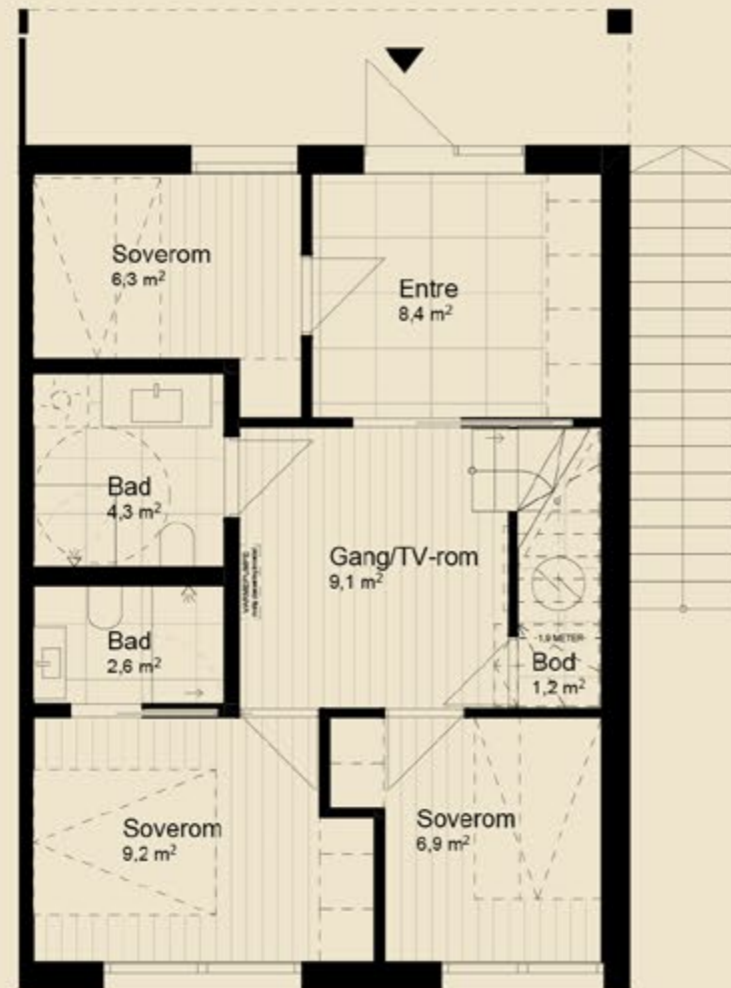 Soverom
6,3 m²
Entre
8,4 m²
Bad
4,3 m²
Gang/TV-rom
9,1 m²
VARMEPUMPE
Bad
2,6 m²
-1,9 METER-
Bod
1,2 m²
Soverom
9,2 m²
Soverom
6,9 m²